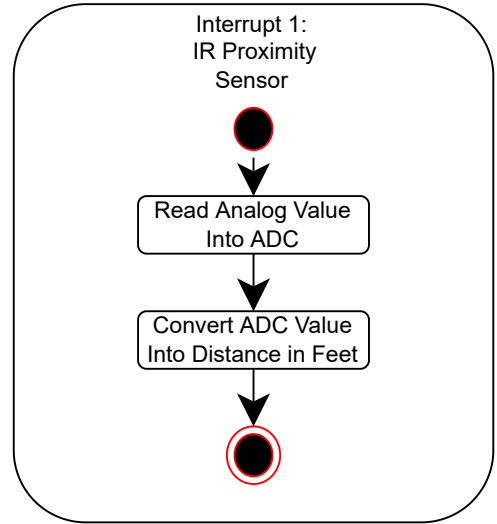 Interrupt 1:
IR Proximity
Sensor
Read Analog Value
Into ADC
Convert ADC Value
Into Distance in Feet